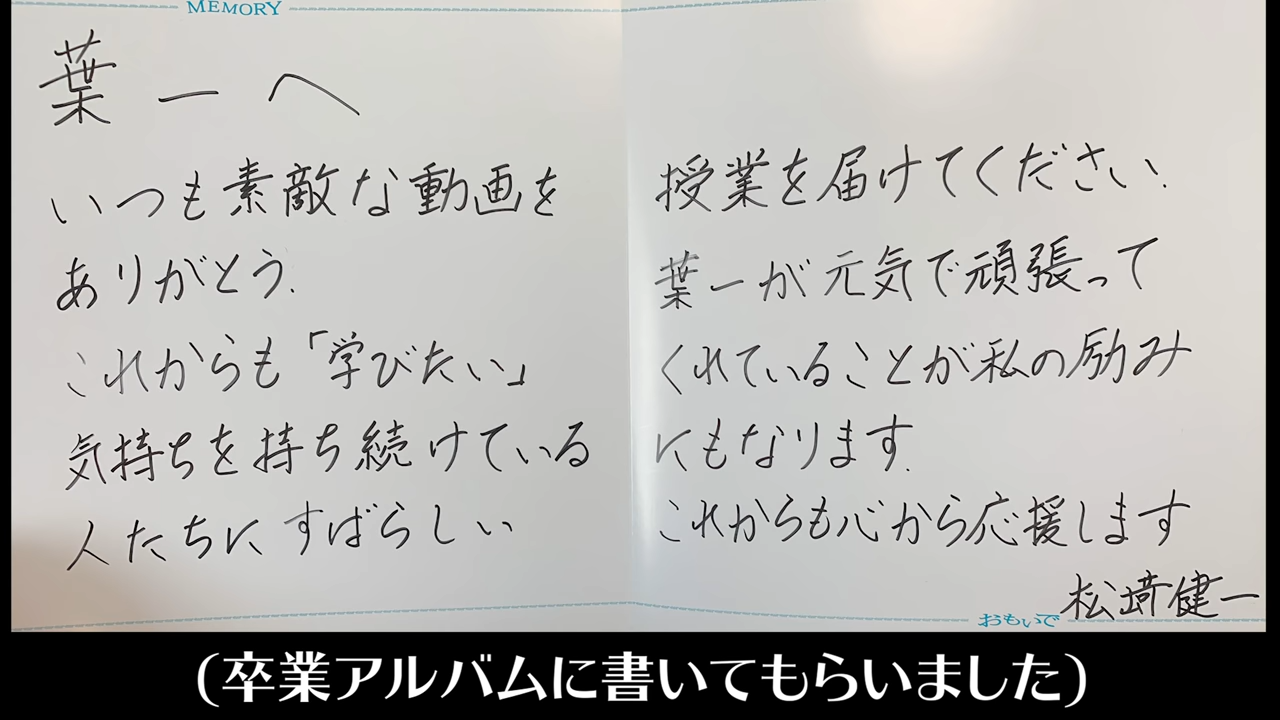 MEMORY
葉一へ
いつも素敵な動画を
ありがとう.
これからも「学びたい」
気持ちを持ち続けている
人たちにすばらしい
授業を届けてください.
葉一が元気で頑張って
くれていることが私の励み
にもなります.
これからも心から応援します
松﨑健一
おもいで
(卒業アルバムに書いてもらいました)